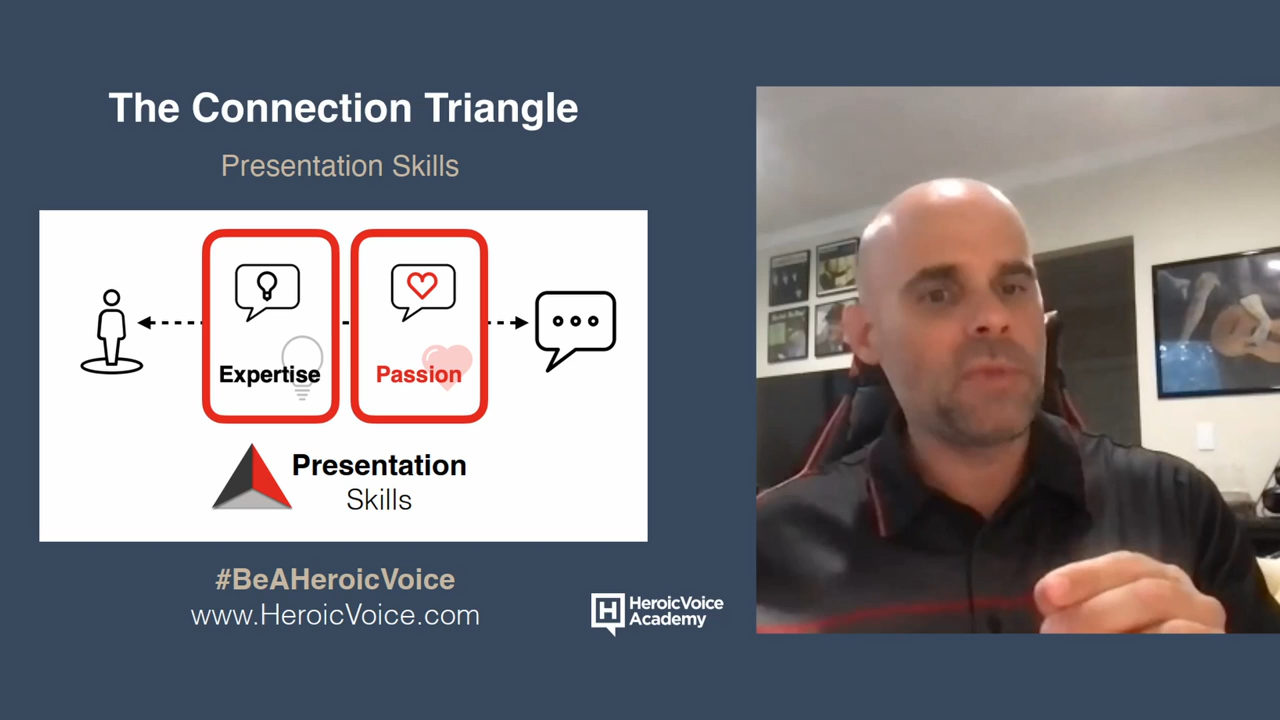 The Connection Triangle
Presentation Skills
Expertise
Passion
Presentation
Skills
#BeAHeroicVoice
www.HeroicVoice.com
H
HeroicVoice
Academy